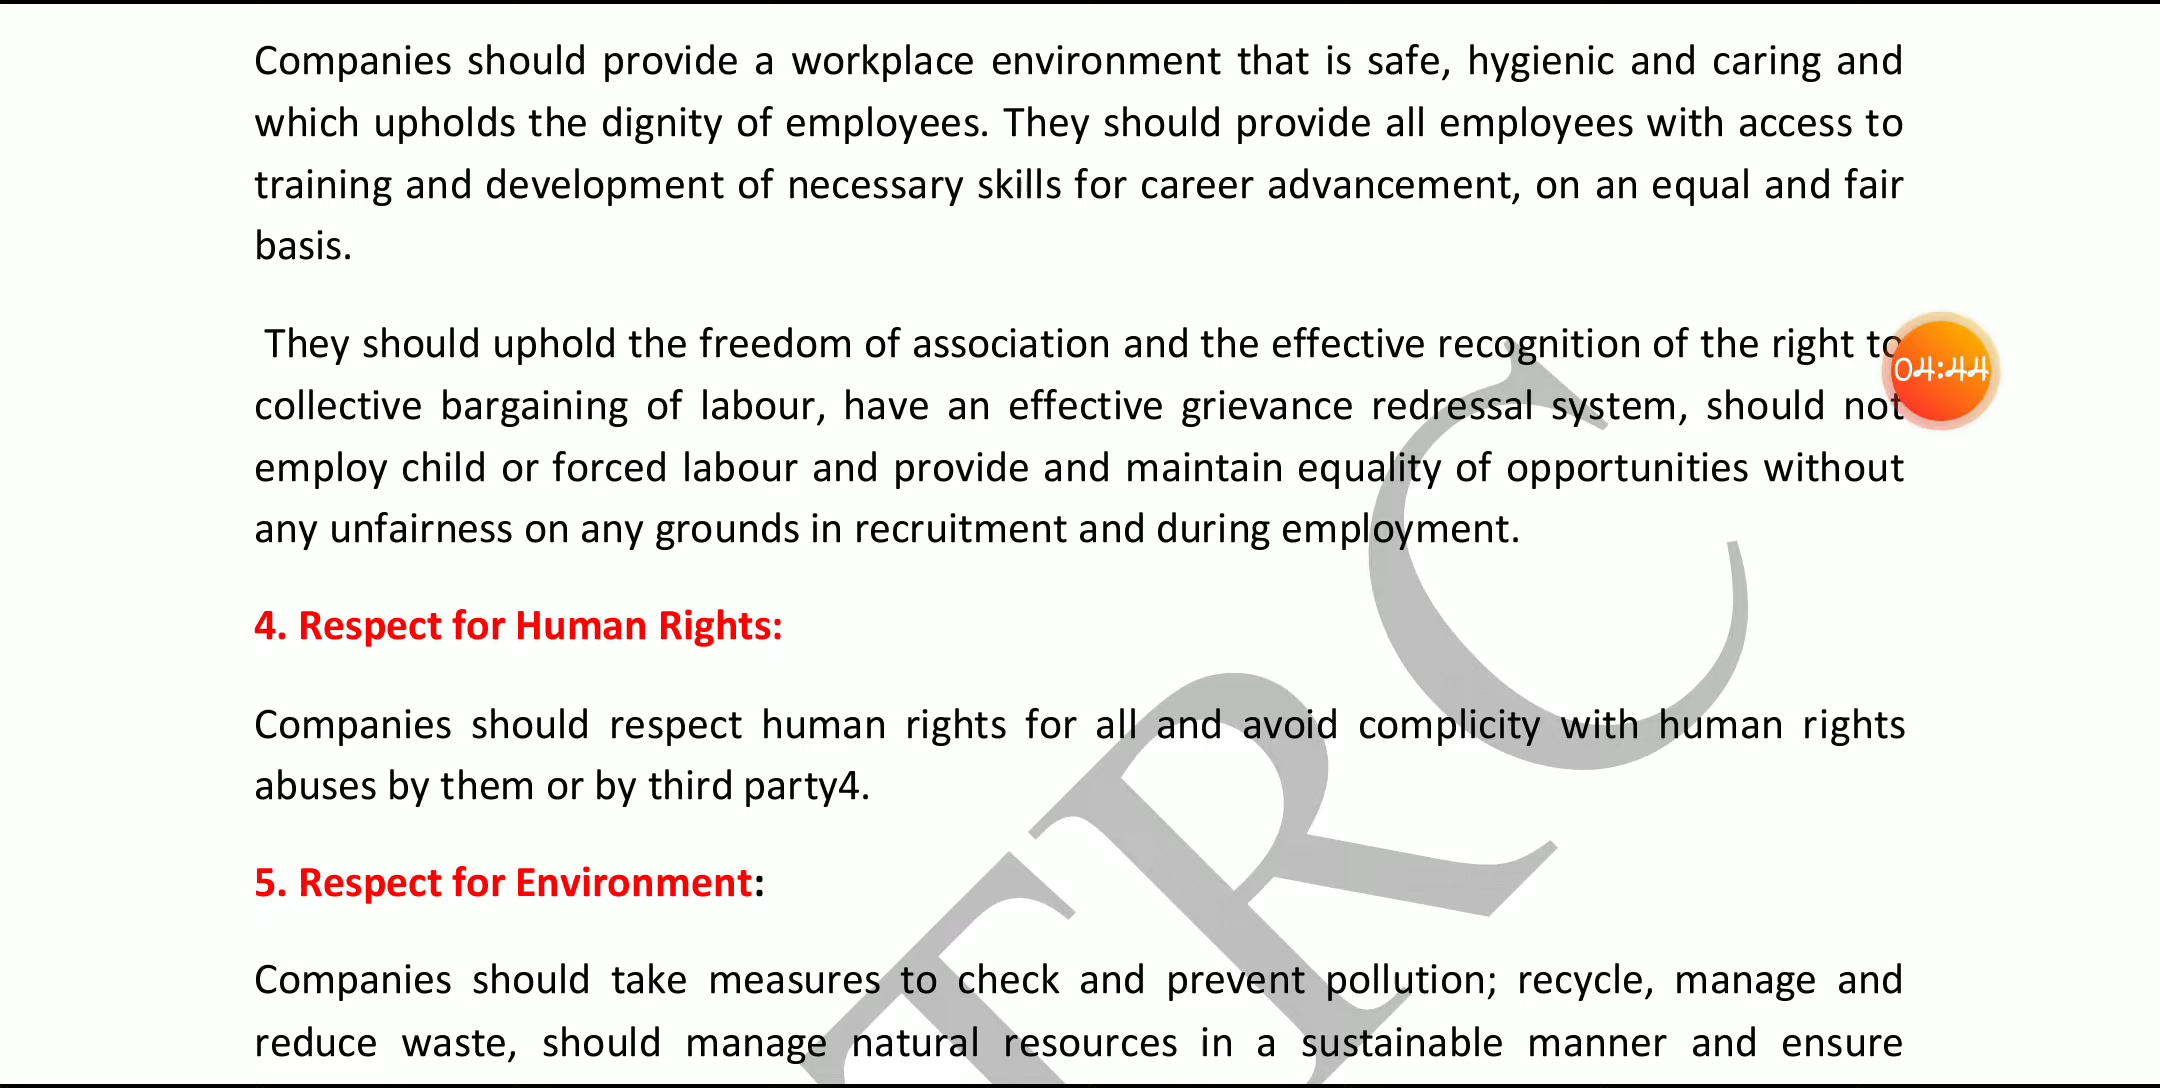 Companies should provide a workplace environment that is safe, hygienic and caring and
which upholds the dignity of employees. They should provide all employees with access to
training and development of necessary skills for career advancement, on an equal and fair
basis.
They should uphold the freedom of association and the effective recognition of the right to
04:44
collective bargaining of labour, have an effective grievance redressal system, should not
employ child or forced labour and provide and maintain equality of opportunities without
any unfairness on any grounds in recruitment and during employment.
4. Respect for Human Rights:
Companies should respect human rights for all and avoid complicity with human rights
abuses by them or by third party4.
5. Respect for Environment:
Companies should take measures to check and prevent pollution; recycle, manage and
reduce waste, should manage natural resources in a sustainable manner and ensure
TRC